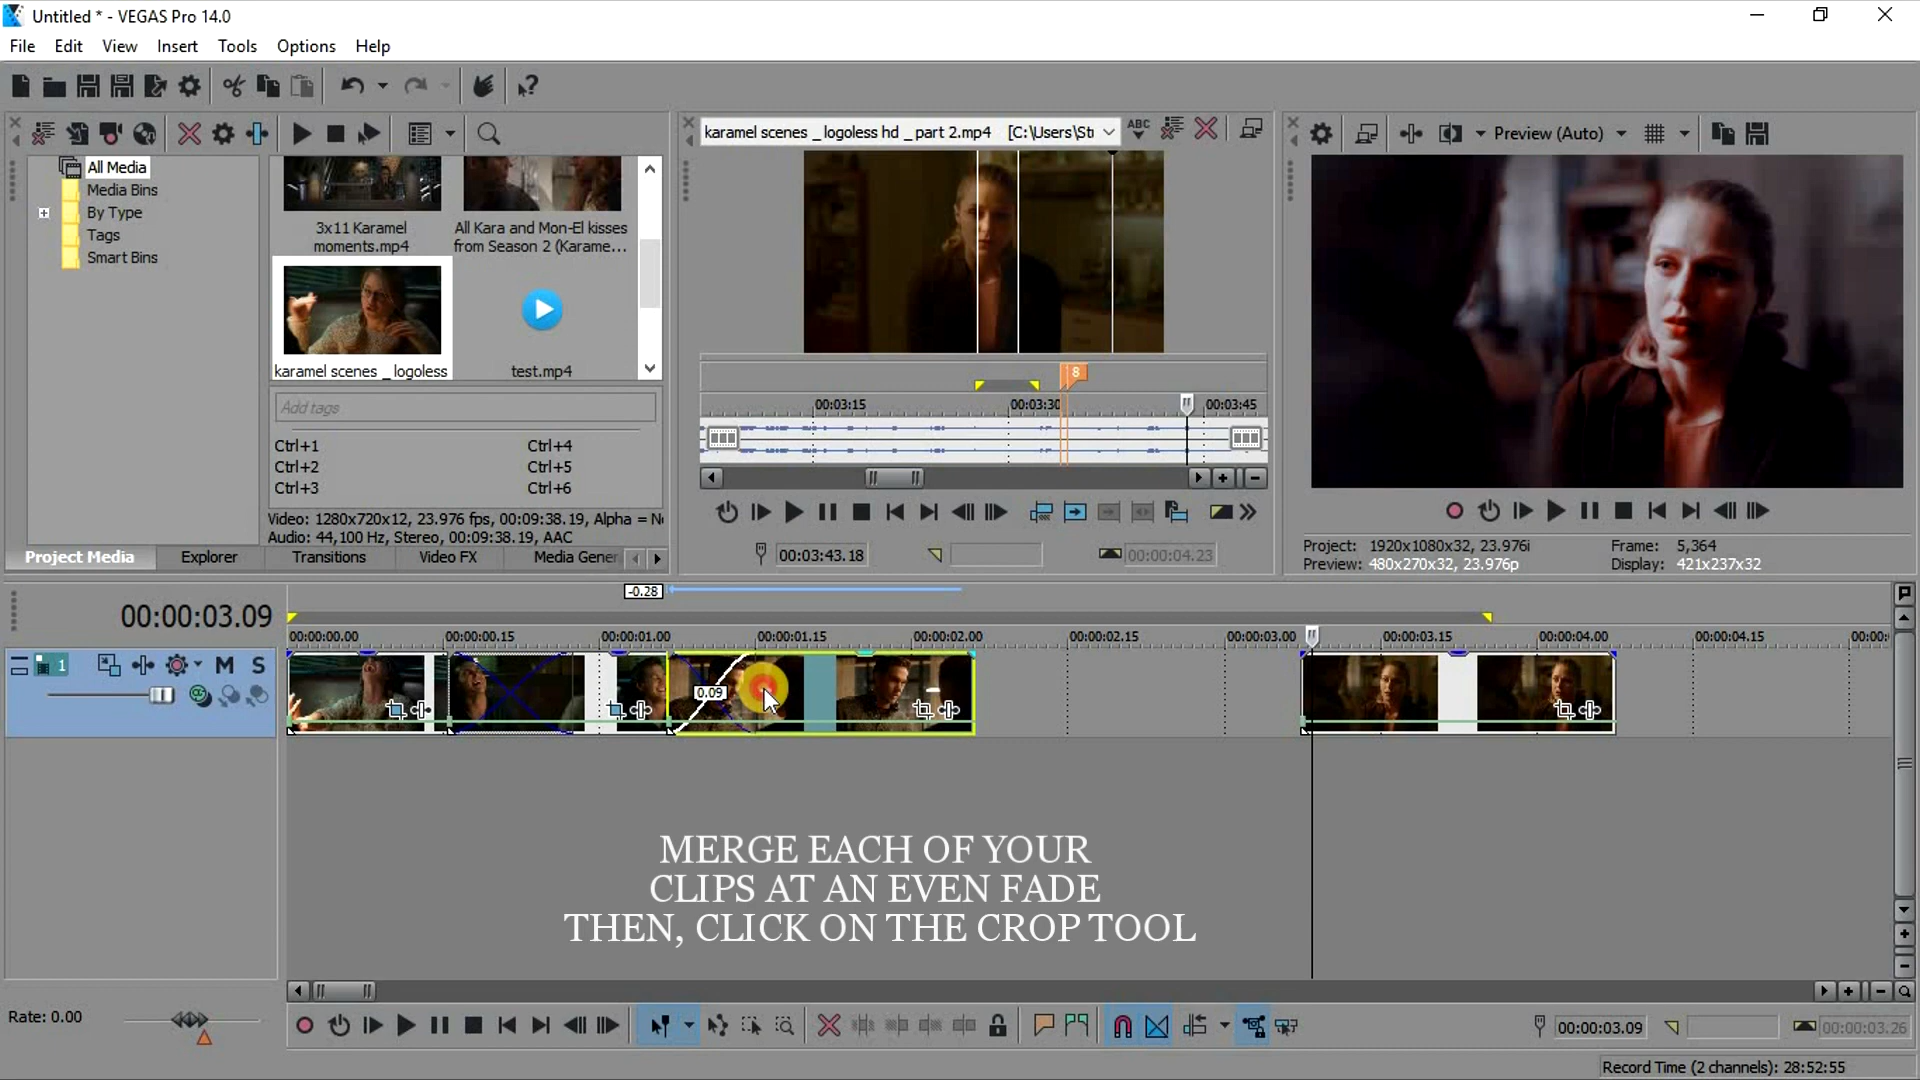 Untitled * - VEGAS Pro 14.0
File Edit View Insert Tools Options Help
All Media
Media Bins
By Type
Tags
Smart Bins
3x11 Karamel
moments.mp4
All Kara and Mon-El kisses
from Season 2 (Karame...
karamel scenes _ logoless
test.mp4
Add tags
Ctrl+1 Ctrl+4
Ctrl+2 Ctrl+5
Ctrl+3 Ctrl+6
Video: 1280x720x12, 23.976 fps, 00:09:38.19, Alpha = N
Audio: 44,100 Hz, Stereo, 00:09:38.19, AAC
Project Media Explorer Transitions Video FX Media Gener
karamel scenes _ logoless hd _ part 2.mp4 [C:\Users\St
ABC
8
00:03:15 00:03:30 00:03:45
00:03:43.18 00:00:04.23
Preview (Auto)
Project: 1920x1080x32, 23.976i Frame: 5,364
Preview: 480x270x32, 23.976p Display: 421x237x32
-0.28
00:00:03.09
00:00:00.00 00:00:00.15 00:00:01.00 00:00:01.15 00:00:02.00 00:00:02.15 00:00:03.00 00:00:03.15 00:00:04.00 00:00:04.15 00:00:
1 M S
0.09
MERGE EACH OF YOUR
CLIPS AT AN EVEN FADE
THEN, CLICK ON THE CROP TOOL
Rate: 0.00
00:00:03.09 00:00:03.26
Record Time (2 channels): 28:52:55